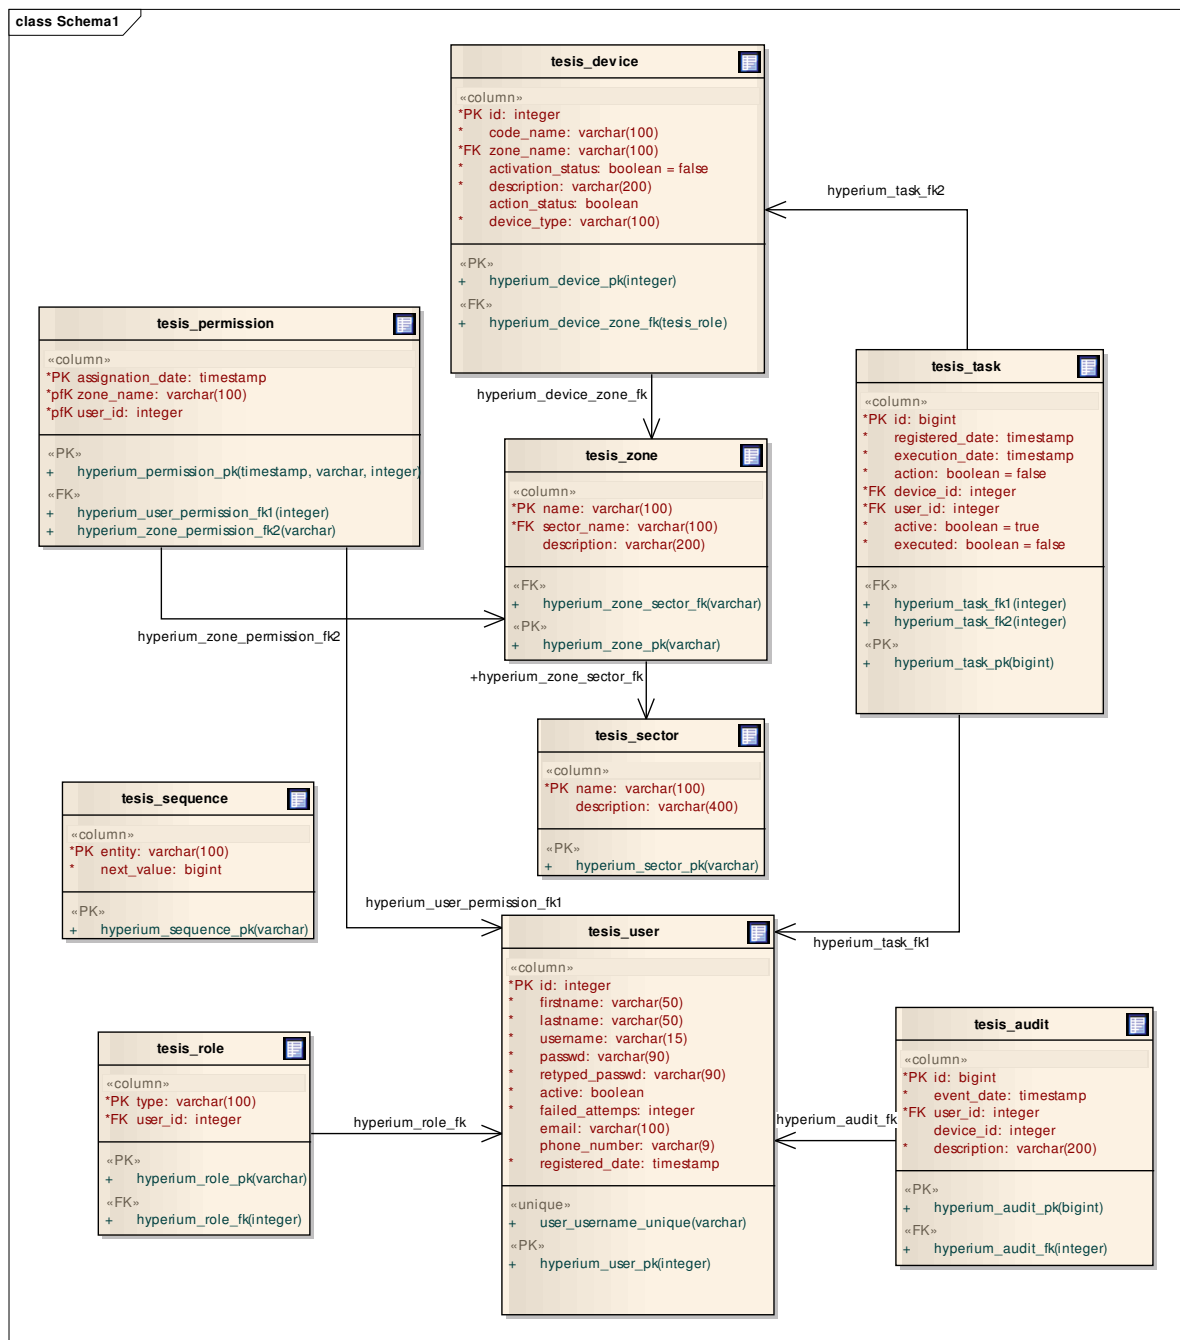 class Schema1
tesis_device
«column»
*PK id: integer
* code_name: varchar(100)
*FK zone_name: varchar(100)
* activation_status: boolean = false
* description: varchar(200)
action_status: boolean
* device_type: varchar(100)
«PK»
+ hyperium_device_pk(integer)
«FK»
+ hyperium_device_zone_fk(tesis_role)
hyperium_task_fk2
tesis_permission
«column»
*PK assignation_date: timestamp
*pfK zone_name: varchar(100)
*pfK user_id: integer
«PK»
+ hyperium_permission_pk(timestamp, varchar, integer)
«FK»
+ hyperium_user_permission_fk1(integer)
+ hyperium_zone_permission_fk2(varchar)
hyperium_device_zone_fk
tesis_task
«column»
*PK id: bigint
* registered_date: timestamp
* execution_date: timestamp
* action: boolean = false
*FK device_id: integer
*FK user_id: integer
* active: boolean = true
* executed: boolean = false
«FK»
+ hyperium_task_fk1(integer)
+ hyperium_task_fk2(integer)
«PK»
+ hyperium_task_pk(bigint)
tesis_zone
«column»
*PK name: varchar(100)
*FK sector_name: varchar(100)
description: varchar(200)
«FK»
+ hyperium_zone_sector_fk(varchar)
«PK»
+ hyperium_zone_pk(varchar)
hyperium_zone_permission_fk2
+hyperium_zone_sector_fk
tesis_sector
«column»
*PK name: varchar(100)
description: varchar(400)
«PK»
+ hyperium_sector_pk(varchar)
tesis_sequence
«column»
*PK entity: varchar(100)
* next_value: bigint
«PK»
+ hyperium_sequence_pk(varchar)
hyperium_user_permission_fk1
hyperium_task_fk1
tesis_user
«column»
*PK id: integer
* firstname: varchar(50)
* lastname: varchar(50)
* username: varchar(15)
* passwd: varchar(90)
* retyped_passwd: varchar(90)
* active: boolean
* failed_attemps: integer
email: varchar(100)
phone_number: varchar(9)
* registered_date: timestamp
«unique»
+ user_username_unique(varchar)
«PK»
+ hyperium_user_pk(integer)
tesis_role
«column»
*PK type: varchar(100)
*FK user_id: integer
«PK»
+ hyperium_role_pk(varchar)
«FK»
+ hyperium_role_fk(integer)
hyperium_role_fk
hyperium_audit_fk
tesis_audit
«column»
*PK id: bigint
* event_date: timestamp
*FK user_id: integer
device_id: integer
* description: varchar(200)
«PK»
+ hyperium_audit_pk(bigint)
«FK»
+ hyperium_audit_fk(integer)